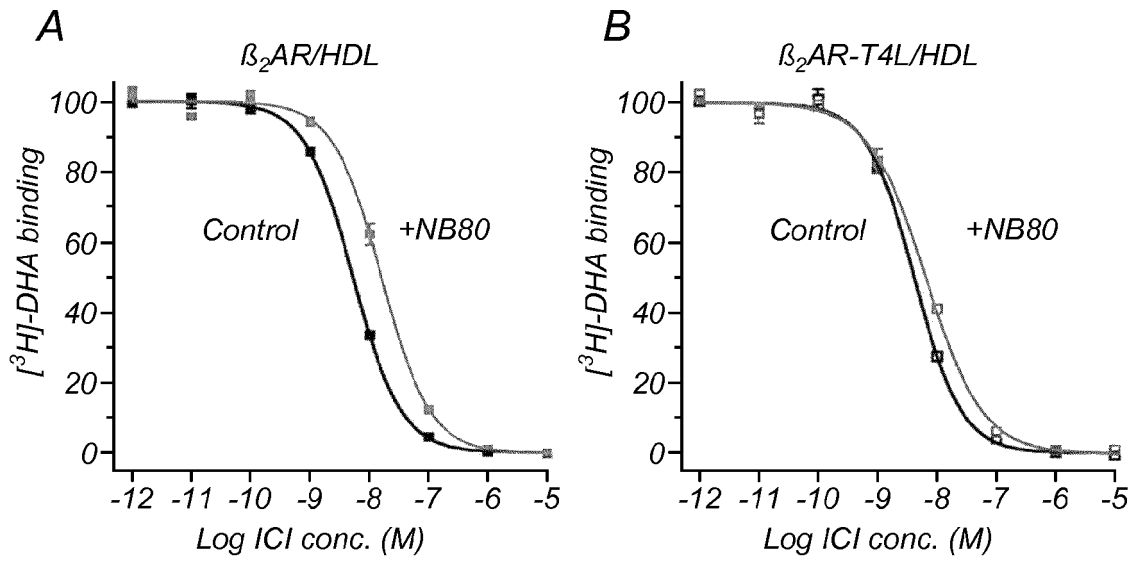 A
ß₂AR/HDL
[³H]-DHA binding
100
80
60
40
20
0
Control
+NB80
-12 -11 -10 -9 -8 -7 -6 -5
Log ICI conc. (M)
B
ß₂AR-T4L/HDL
[³H]-DHA binding
100
80
60
40
20
0
Control
+NB80
-12 -11 -10 -9 -8 -7 -6 -5
Log ICI conc. (M)